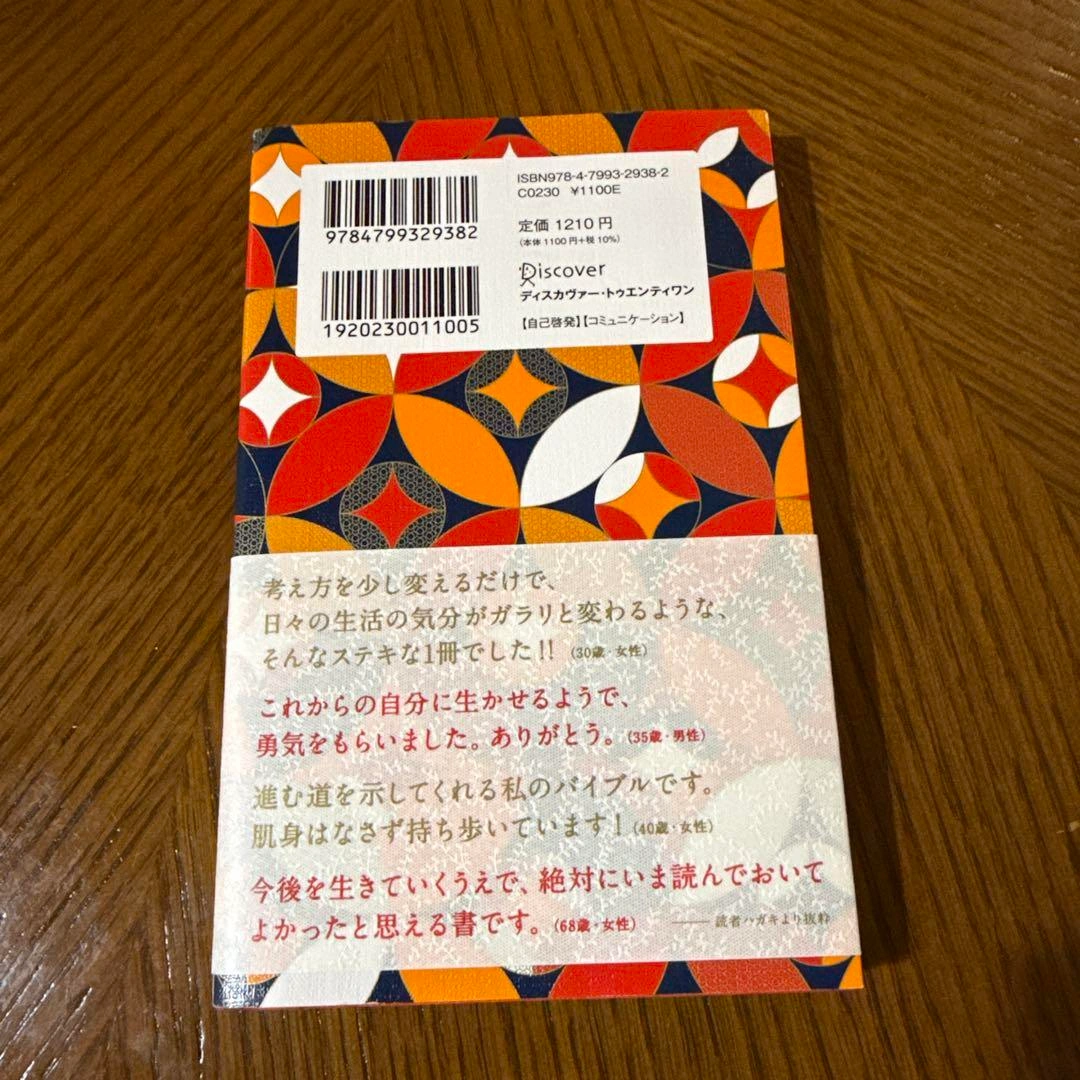 ISBN978-4-7993-2938-2
C0230 ¥1100E
9784799329382
定価 1210円
(本体 1100円+税 10%)
Discover
ディスカヴァー・トゥエンティワン
1920230011005
【自己啓発】【コミュニケーション】
考え方を少し変えるだけで、
日々の生活の気分がガラリと変わるような、
そんなステキな1冊でした!! (30歳・女性)
これからの自分に生かせるようで、
勇気をもらいました。ありがとう。(35歳・男性)
進む道を示してくれる私のバイブルです。
肌身はなさず持ち歩いています! (40歳・女性)
今後を生きていくうえで、絶対にいま読んでおいて
よかったと思える書です。(68歳・女性)
——読者ハガキより抜粋